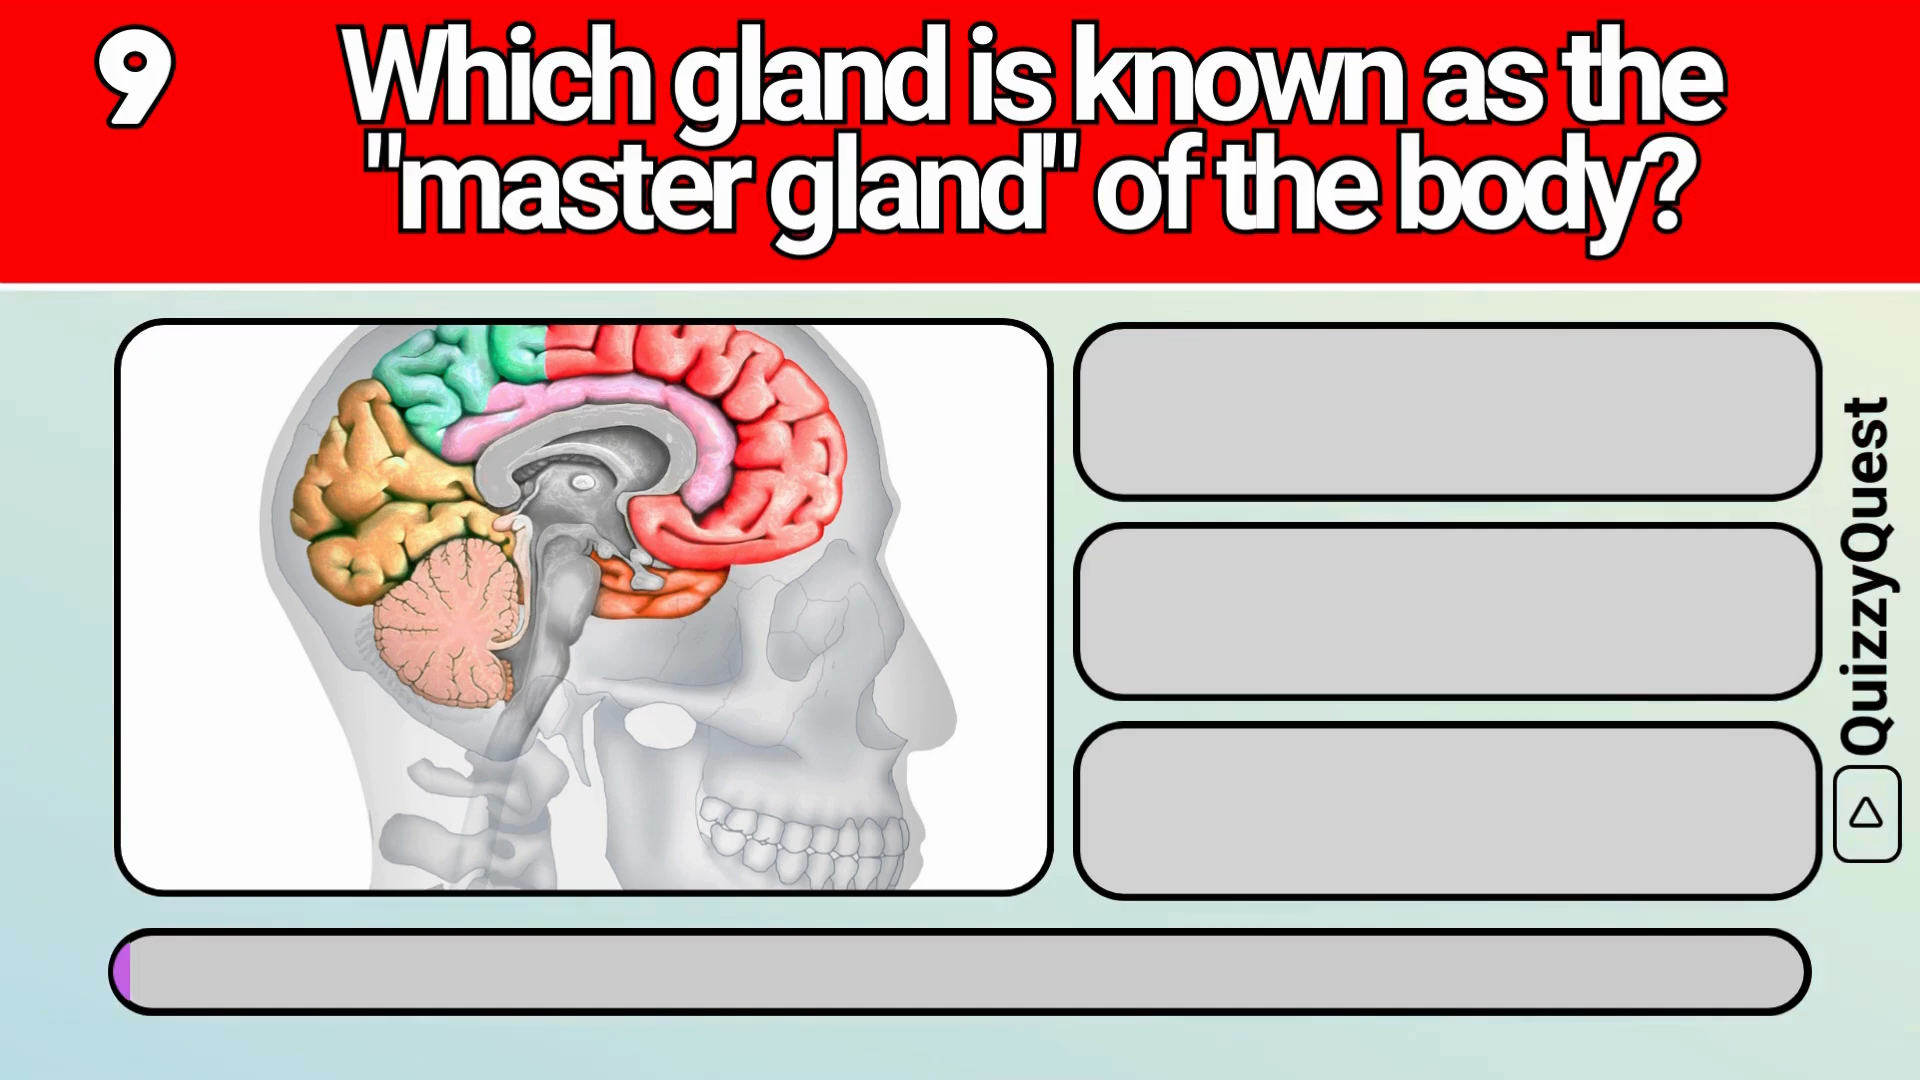 9
Which gland is known as the
"master gland" of the body?
QuizzyQuest